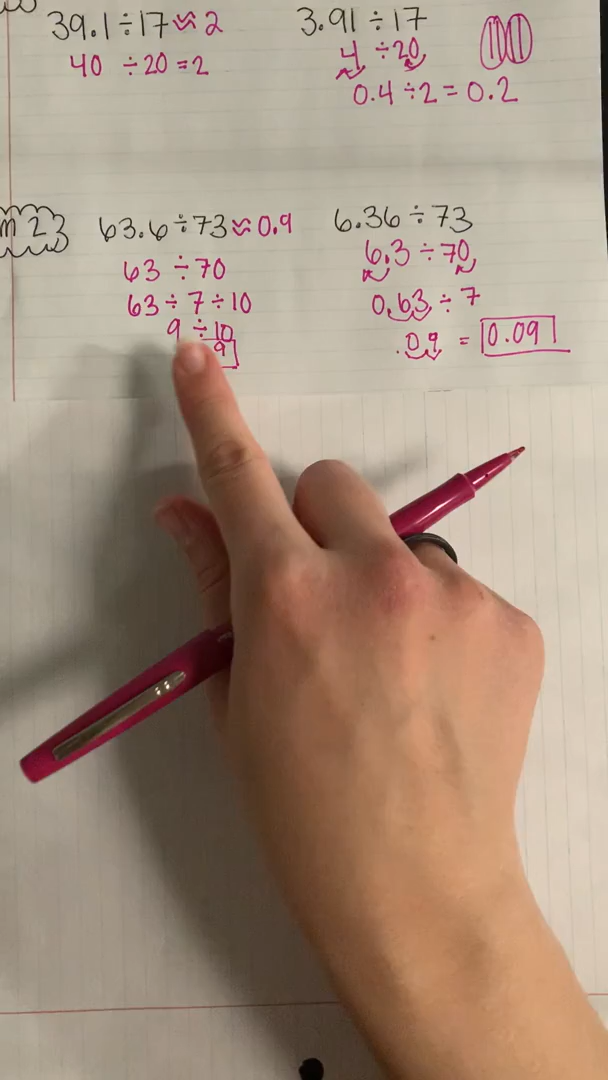 39.1 ÷ 17 ≈ 2
40 ÷ 20 = 2
3.91 ÷ 17
4 ÷ 20
0.4 ÷ 2 = 0.2
m 23
63.6 ÷ 73 ≈ 0.9
63 ÷ 70
63 ÷ 7 ÷ 10
9 ÷ 10
9
6.36 ÷ 73
6.3 ÷ 70
0.63 ÷ 7
.09 = 0.09